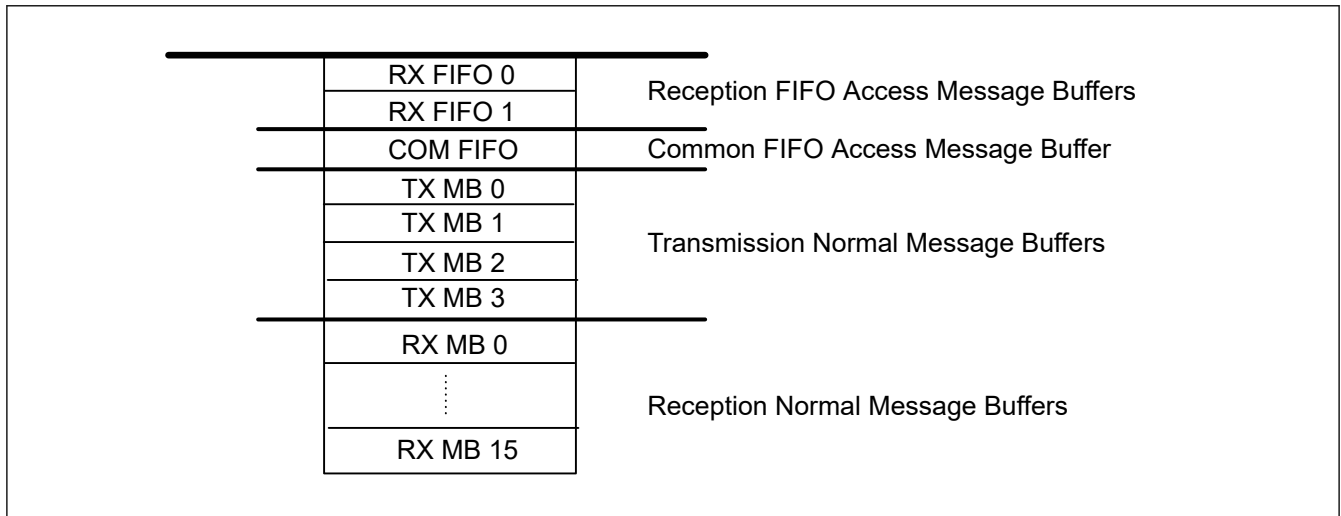 RX FIFO 0
RX FIFO 1
Reception FIFO Access Message Buffers
COM FIFO
Common FIFO Access Message Buffer
TX MB 0
TX MB 1
TX MB 2
TX MB 3
Transmission Normal Message Buffers
RX MB 0
RX MB 15
Reception Normal Message Buffers